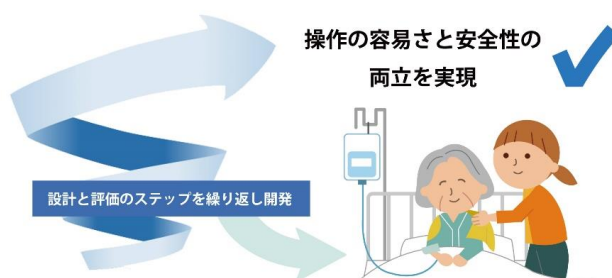 操作の容易さと安全性の
両立を実現
設計と評価のステップを繰り返し開発